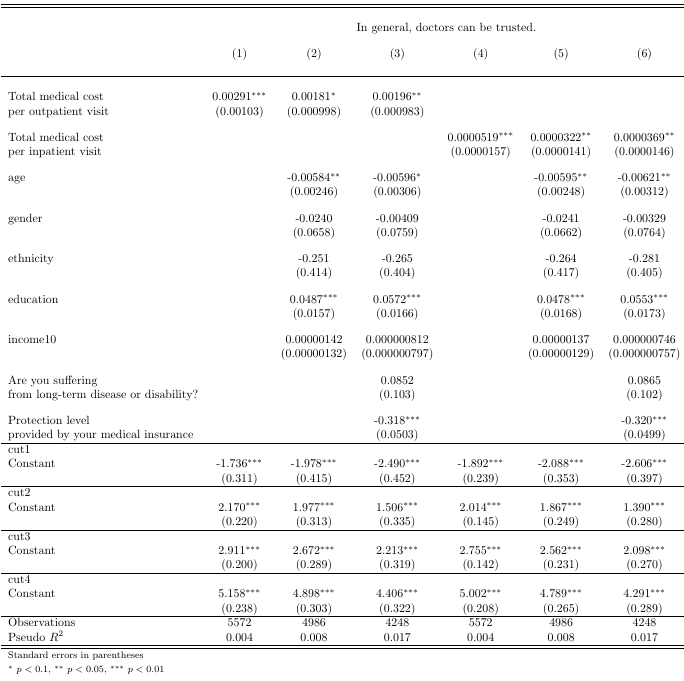 In general, doctors can be trusted.
(1) (2) (3) (4) (5) (6)
Total medical cost 0.00291*** 0.00181* 0.00196**
per outpatient visit (0.00103) (0.000998) (0.000983)
Total medical cost 0.0000519*** 0.0000322** 0.0000369**
per inpatient visit (0.0000157) (0.0000141) (0.0000146)
age -0.00584** -0.00596* -0.00595** -0.00621**
(0.00246) (0.00306) (0.00248) (0.00312)
gender -0.0240 -0.00409 -0.0241 -0.00329
(0.0658) (0.0759) (0.0662) (0.0764)
ethnicity -0.251 -0.265 -0.264 -0.281
(0.414) (0.404) (0.417) (0.405)
education 0.0487*** 0.0572*** 0.0478*** 0.0553***
(0.0157) (0.0166) (0.0168) (0.0173)
income10 0.00000142 0.000000812 0.00000137 0.000000746
(0.00000132) (0.000000797) (0.00000129) (0.000000757)
Are you suffering 0.0852 0.0865
from long-term disease or disability? (0.103) (0.102)
Protection level -0.318*** -0.320***
provided by your medical insurance (0.0503) (0.0499)
cut1
Constant -1.736*** -1.978*** -2.490*** -1.892*** -2.088*** -2.606***
(0.311) (0.415) (0.452) (0.239) (0.353) (0.397)
cut2
Constant 2.170*** 1.977*** 1.506*** 2.014*** 1.867*** 1.390***
(0.220) (0.313) (0.335) (0.145) (0.249) (0.280)
cut3
Constant 2.911*** 2.672*** 2.213*** 2.755*** 2.562*** 2.098***
(0.200) (0.289) (0.319) (0.142) (0.231) (0.270)
cut4
Constant 5.158*** 4.898*** 4.406*** 5.002*** 4.789*** 4.291***
(0.238) (0.303) (0.322) (0.208) (0.265) (0.289)
Observations 5572 4986 4248 5572 4986 4248
Pseudo R² 0.004 0.008 0.017 0.004 0.008 0.017
Standard errors in parentheses
* p < 0.1, ** p < 0.05, *** p < 0.01